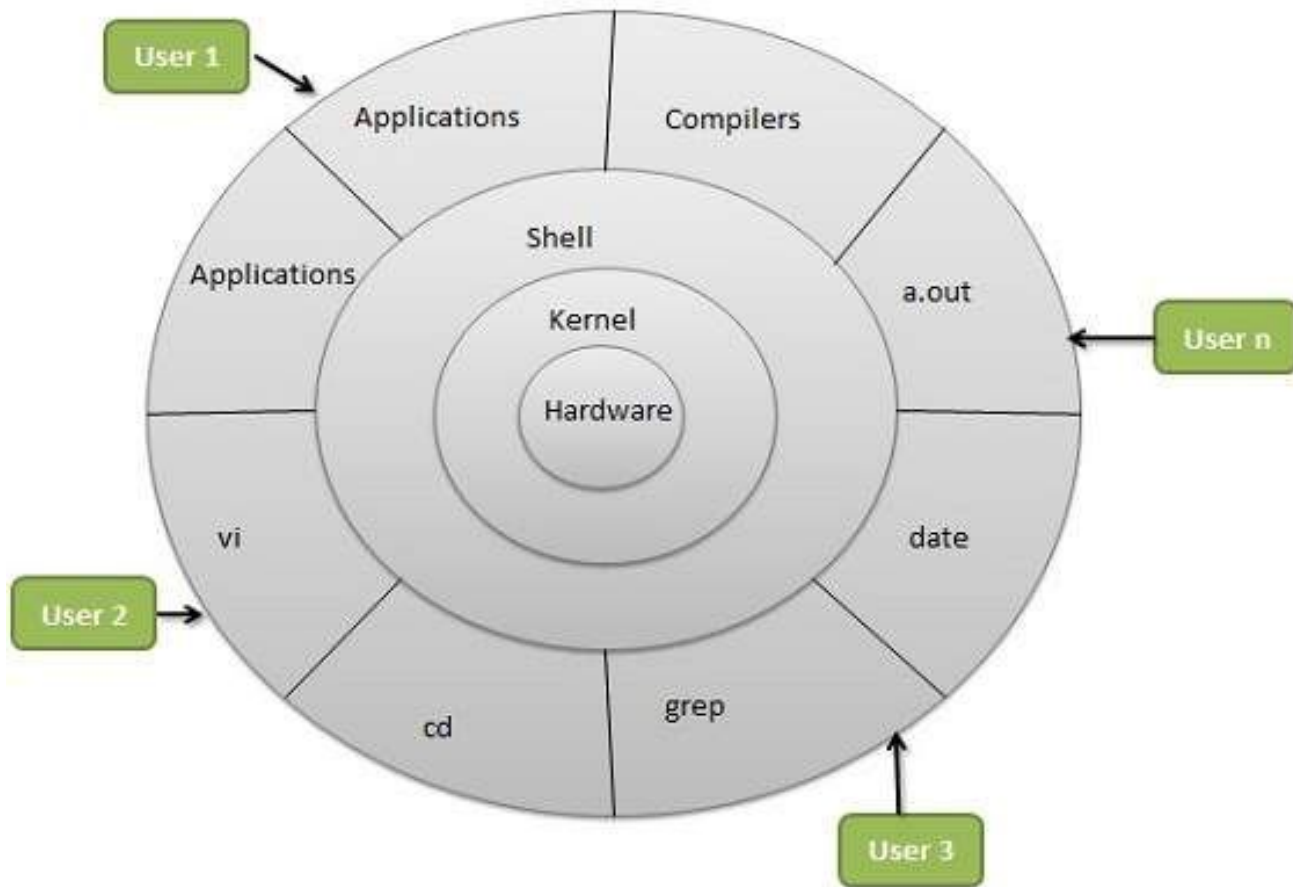 User 1
Applications
Compilers
Shell
Applications
a.out
Kernel
User n
Hardware
vi
date
User 2
cd
grep
User 3